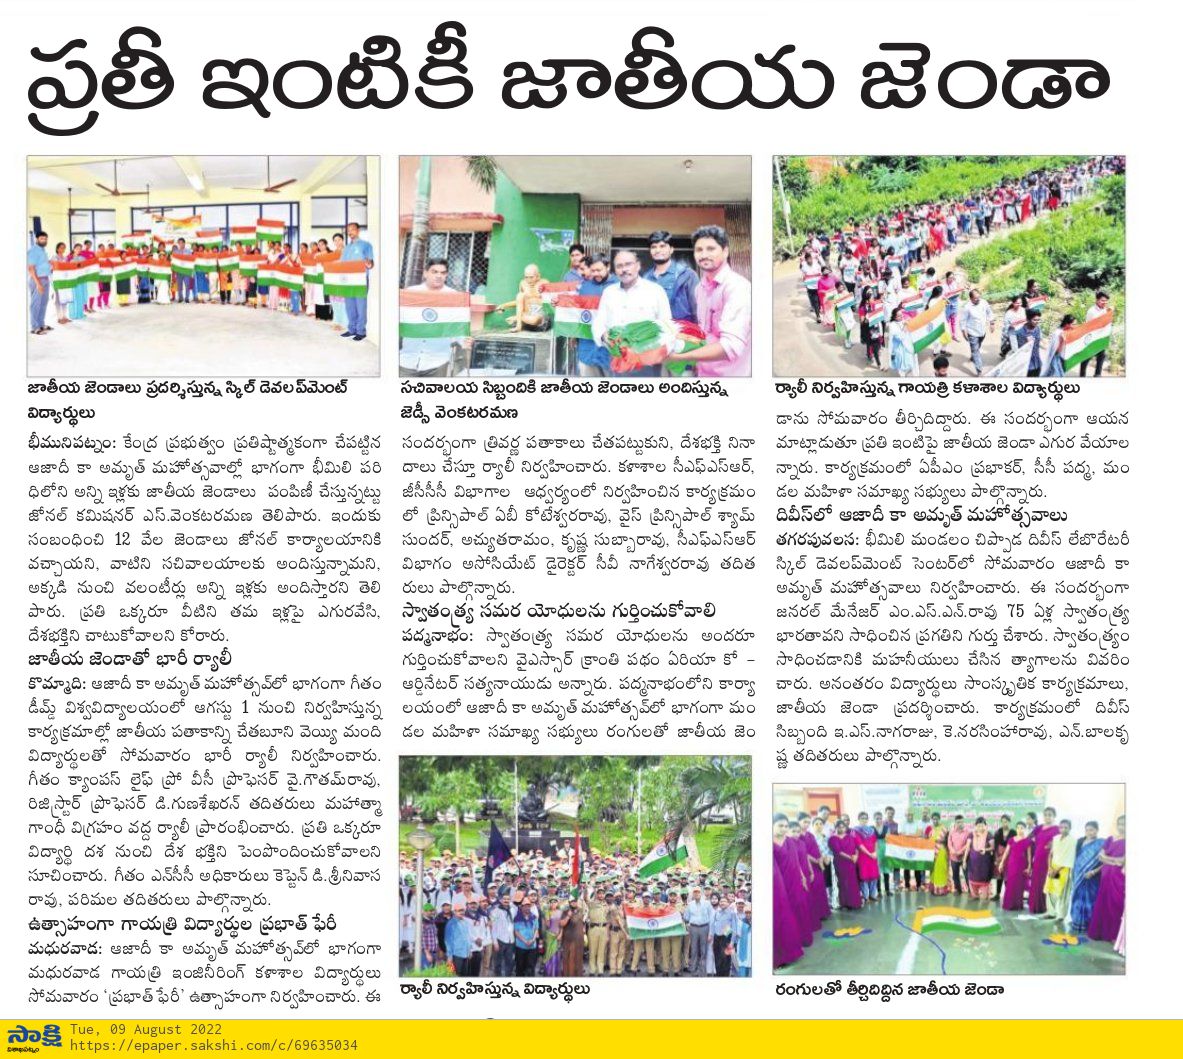 ప్రతీ ఇంటికీ జాతీయ జెండా
జాతీయ జెండాలు ప్రదర్శిస్తున్న స్కిల్ డెవలప్‌మెంట్
విద్యార్థులు
భీమునిపట్నం: కేంద్ర ప్రభుత్వం ప్రతిష్టాత్మకంగా చేపట్టిన
ఆజాదీ కా అమృత్ మహోత్సవాల్లో భాగంగా భీమిలి పరి
ధిలోని అన్ని ఇళ్లకు జాతీయ జెండాలు పంపిణీ చేస్తున్నట్టు
జోనల్ కమిషనర్ ఎస్.వెంకటరమణ తెలిపారు. ఇందుకు
సంబంధించి 12 వేల జెండాలు జోనల్ కార్యాలయానికి
వచ్చాయని, వాటిని సచివాలయాలకు అందిస్తున్నామని,
అక్కడి నుంచి వలంటీర్లు అన్ని ఇళ్లకు అందిస్తారని తెలి
పారు. ప్రతి ఒక్కరూ వీటిని తమ ఇళ్లపై ఎగురవేసి,
దేశభక్తిని చాటుకోవాలని కోరారు.
జాతీయ జెండాతో భారీ ర్యాలీ
కొమ్మాది: ఆజాదీ కా అమృత్ మహోత్సవ్‌లో భాగంగా గీతం
డీమ్డ్ విశ్వవిద్యాలయంలో ఆగస్టు 1 నుంచి నిర్వహిస్తున్న
కార్యక్రమాల్లో జాతీయ పతాకాన్ని చేతబూని వెయ్యి మంది
విద్యార్థులతో సోమవారం భారీ ర్యాలీ నిర్వహించారు.
గీతం క్యాంపస్ లైఫ్ ప్రో వీసీ ప్రొఫెసర్ వై.గౌతమ్‌రావు,
రిజిస్ట్రార్ ప్రొఫెసర్ డి.గుణశేఖరన్ తదితరులు మహాత్మా
గాంధీ విగ్రహం వద్ద ర్యాలీ ప్రారంభించారు. ప్రతి ఒక్కరూ
విద్యార్థి దశ నుంచి దేశ భక్తిని పెంపొందించుకోవాలని
సూచించారు. గీతం ఎన్‌సీసీ అధికారులు కెప్టెన్ డి.శ్రీనివాస
రావు, పరిమల తదితరులు పాల్గొన్నారు.
ఉత్సాహంగా గాయత్రి విద్యార్థుల ప్రభాత్ ఫేరీ
మధురవాడ: ఆజాదీ కా అమృత్ మహోత్సవ్‌లో భాగంగా
మధురవాడ గాయత్రి ఇంజినీరింగ్ కళాశాల విద్యార్థులు
సోమవారం ‘ప్రభాత్ ఫేరీ’ ఉత్సాహంగా నిర్వహించారు. ఈ
సచివాలయ సిబ్బందికి జాతీయ జెండాలు అందిస్తున్న
జెడ్సీ వెంకటరమణ
సందర్భంగా త్రివర్ణ పతాకాలు చేతపట్టుకుని, దేశభక్తి నినా
దాలు చేస్తూ ర్యాలీ నిర్వహించారు. కళాశాల సీఎఫ్ఎస్ఆర్,
జీసీసీసీ విభాగాల ఆధ్వర్యంలో నిర్వహించిన కార్యక్రమం
లో ప్రిన్సిపాల్ ఏబీ కోటేశ్వరరావు, వైస్ ప్రిన్సిపాల్ శ్యామ్
సుందర్, అచ్యుతరామం, కృష్ణ సుబ్బారావు, సీఎఫ్ఎస్ఆర్
విభాగం అసోసియేట్ డైరెక్టర్ సీవీ నాగేశ్వరరావు తదిత
రులు పాల్గొన్నారు.
స్వాతంత్ర్య సమర యోధులను గుర్తించుకోవాలి
పద్మనాభం: స్వాతంత్ర్య సమర యోధులను అందరూ
గుర్తించుకోవాలని వైఎస్సార్ క్రాంతి పథం ఏరియా కో –
ఆర్డినేటర్ సత్యనాయుడు అన్నారు. పద్మనాభంలోని కార్యా
లయంలో ఆజాదీ కా అమృత్ మహోత్సవ్‌లో భాగంగా మం
డల మహిళా సమాఖ్య సభ్యులు రంగులతో జాతీయ జెం
ర్యాలీ నిర్వహిస్తున్న విద్యార్థులు
ర్యాలీ నిర్వహిస్తున్న గాయత్రి కళాశాల విద్యార్థులు
డాను సోమవారం తీర్చిదిద్దారు. ఈ సందర్భంగా ఆయన
మాట్లాడుతూ ప్రతి ఇంటిపై జాతీయ జెండా ఎగుర వేయాల
న్నారు. కార్యక్రమంలో ఏపీఎం ప్రభాకర్, సీసీ పద్మ, మం
డల మహిళా సమాఖ్య సభ్యులు పాల్గొన్నారు.
దివీస్‌లో ఆజాదీ కా అమృత్ మహోత్సవాలు
తగరపువలస: భీమిలి మండలం చిప్పాడ దివీస్ లేబొరేటరీ
స్కిల్ డెవలప్‌మెంట్ సెంటర్‌లో సోమవారం ఆజాదీ కా
అమృత్ మహోత్సవాలు నిర్వహించారు. ఈ సందర్భంగా
జనరల్ మేనేజర్ ఎం.ఎస్.ఎన్.రావు 75 ఏళ్ల స్వాతంత్ర్య
భారతావని సాధించిన ప్రగతిని గుర్తు చేశారు. స్వాతంత్ర్యం
సాధించడానికి మహనీయులు చేసిన త్యాగాలను వివరిం
చారు. అనంతరం విద్యార్థులు సాంస్కృతిక కార్యక్రమాలు,
జాతీయ జెండా ప్రదర్శించారు. కార్యక్రమంలో దివీస్
సిబ్బంది ఇ.ఎస్.నాగరాజు, కె.నరసింహారావు, ఎన్.బాలకృ
ష్ణ తదితరులు పాల్గొన్నారు.
రంగులతో తీర్చిదిద్దిన జాతీయ జెండా
సాక్షి
విశాఖపట్నం
Tue, 09 August 2022
https://epaper.sakshi.com/c/69635034